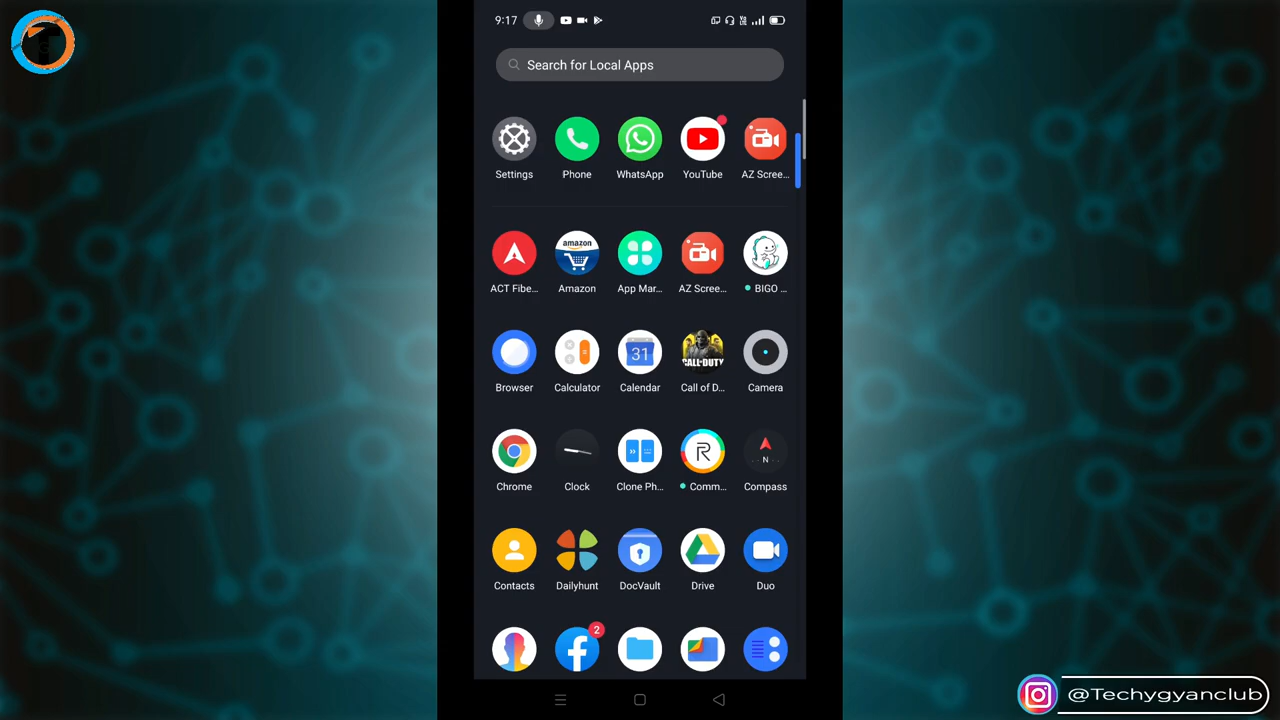 9:17
Search for Local Apps
Settings Phone WhatsApp YouTube AZ Scree...
amazon
ACT Fibe... Amazon App Mar... AZ Scree... BIGO ...
31
CALL·DUTY
Browser Calculator Calendar Call of D... Camera
R
N
Chrome Clock Clone Ph... Comm... Compass
Contacts Dailyhunt DocVault Drive Duo
2
@Techygyanclub